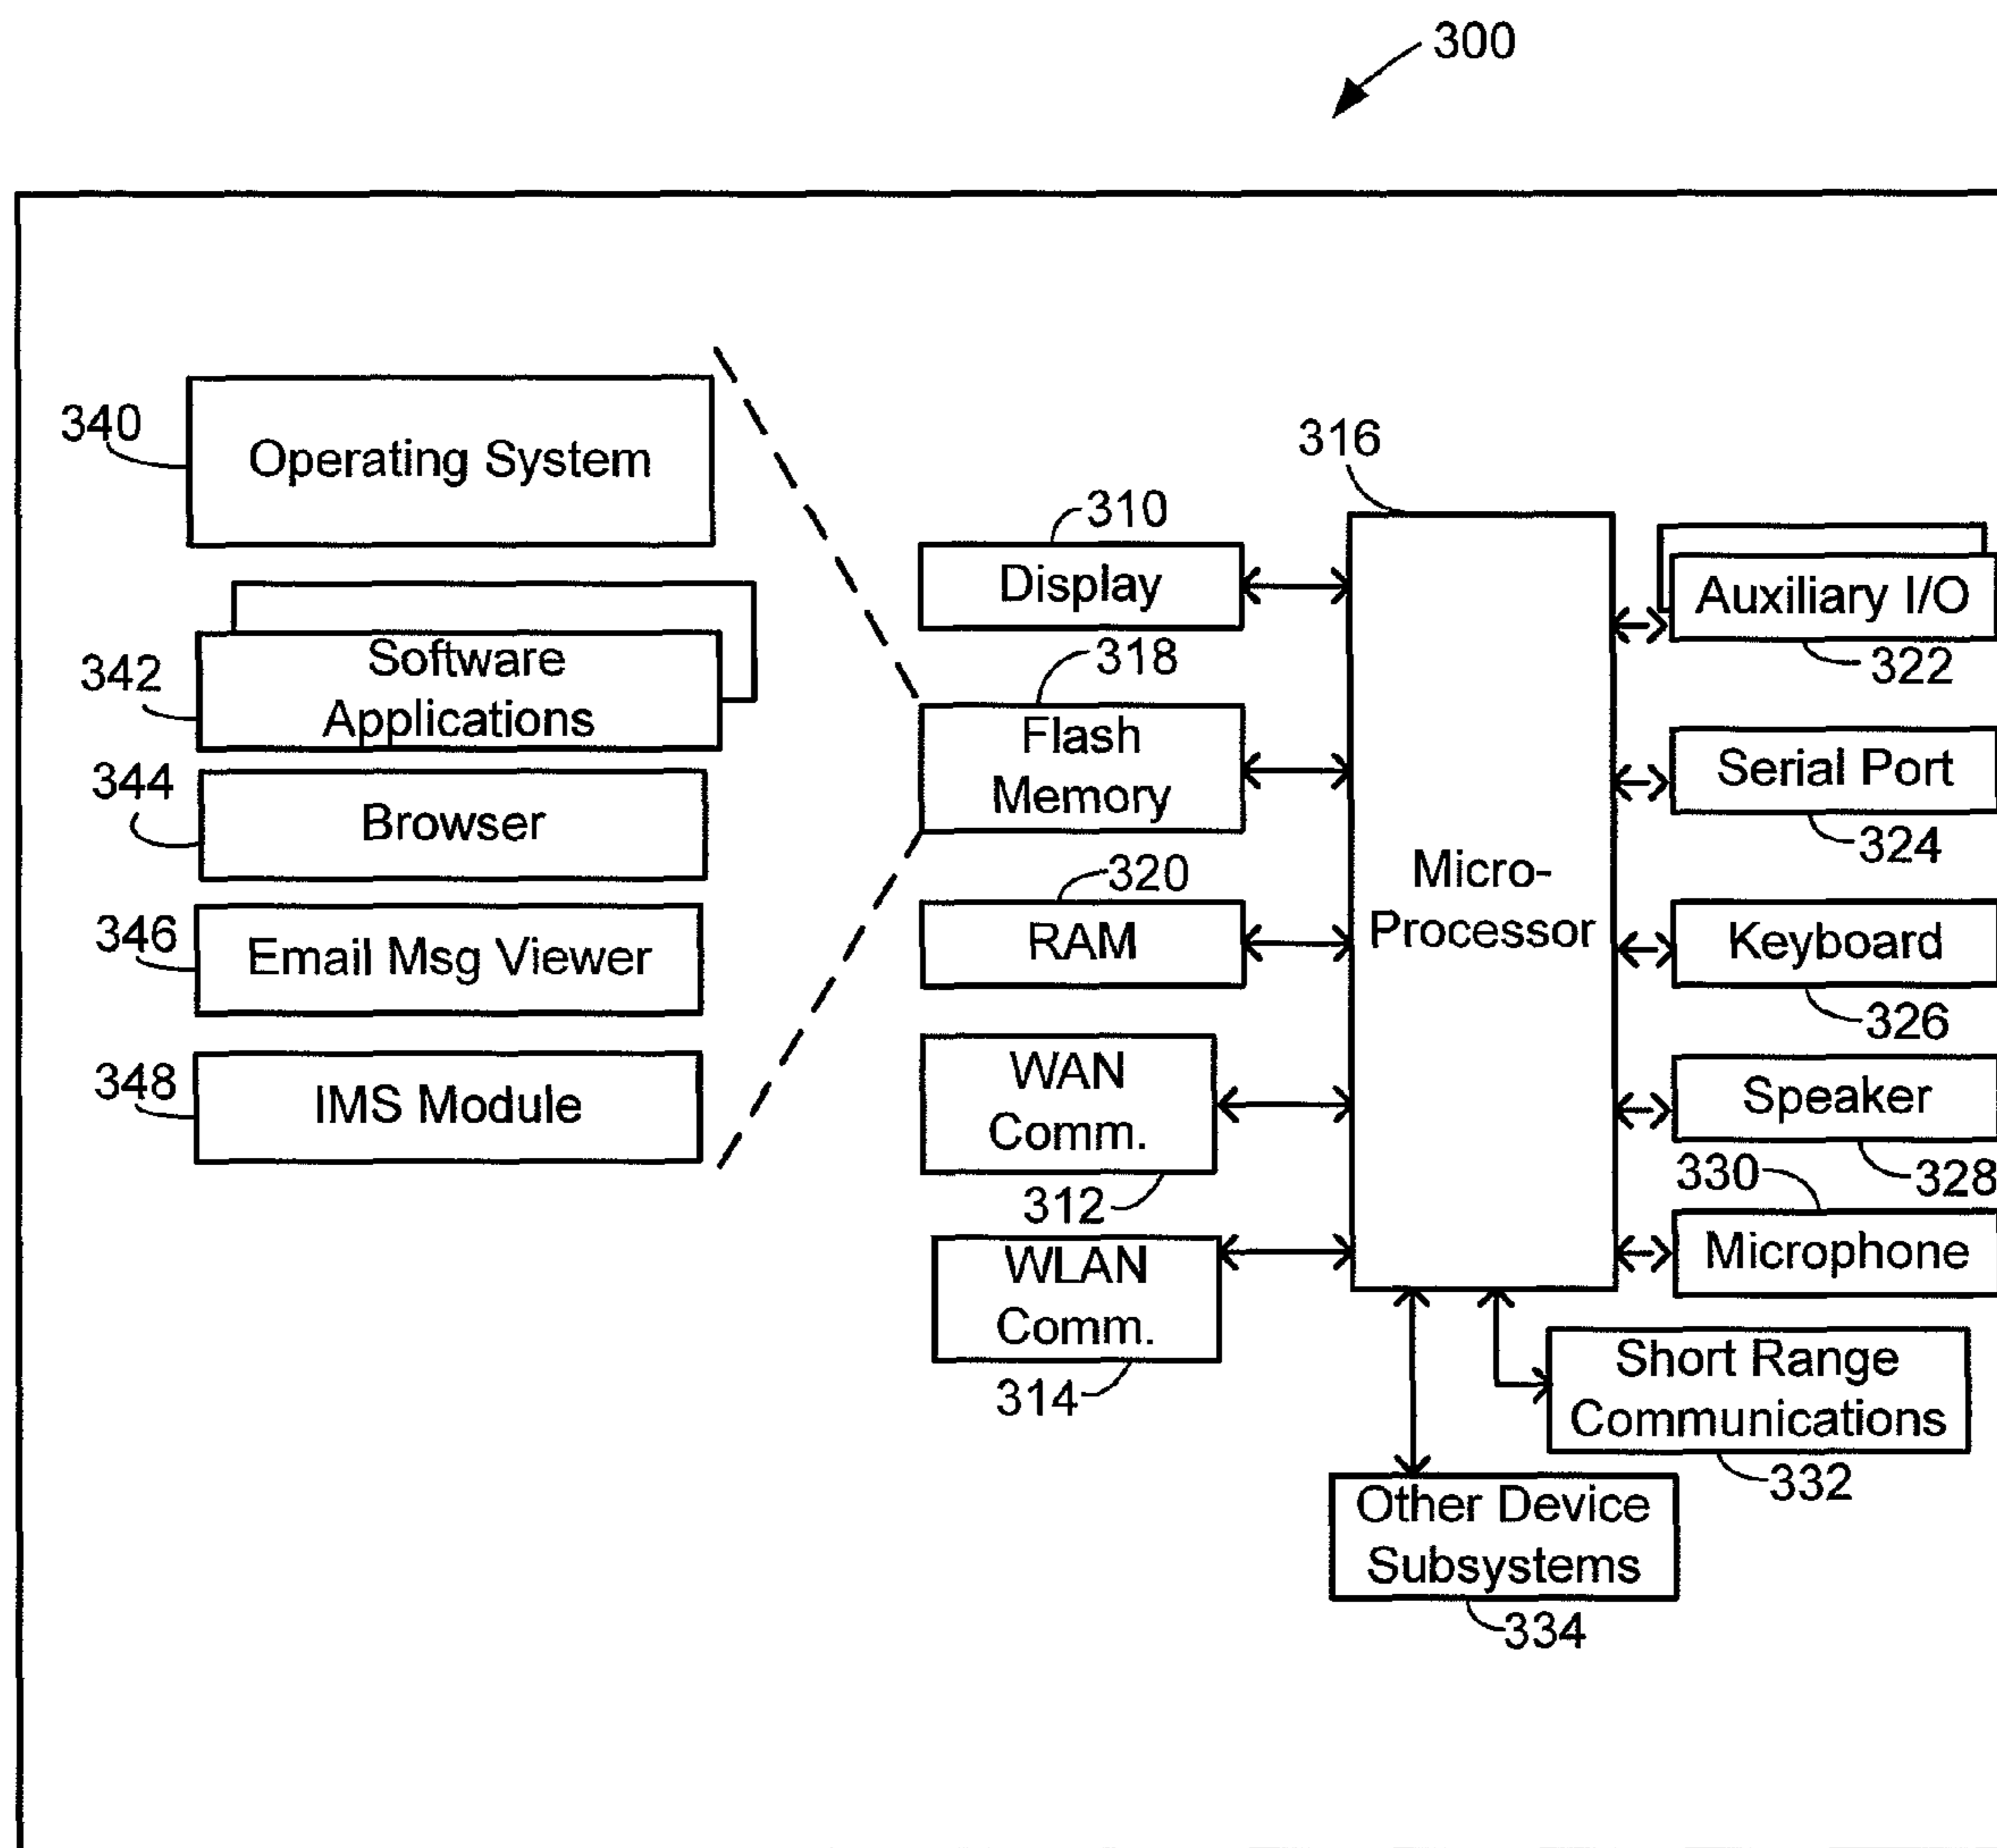 300
340
Operating System
342
Software
Applications
344
Browser
346
Email Msg Viewer
348
IMS Module
310
Display
318
Flash
Memory
320
RAM
WAN
Comm.
312
WLAN
Comm.
314
316
Micro-
Processor
Auxiliary I/O
322
Serial Port
324
Keyboard
326
Speaker
328
330
Microphone
Short Range
Communications
332
Other Device
Subsystems
334